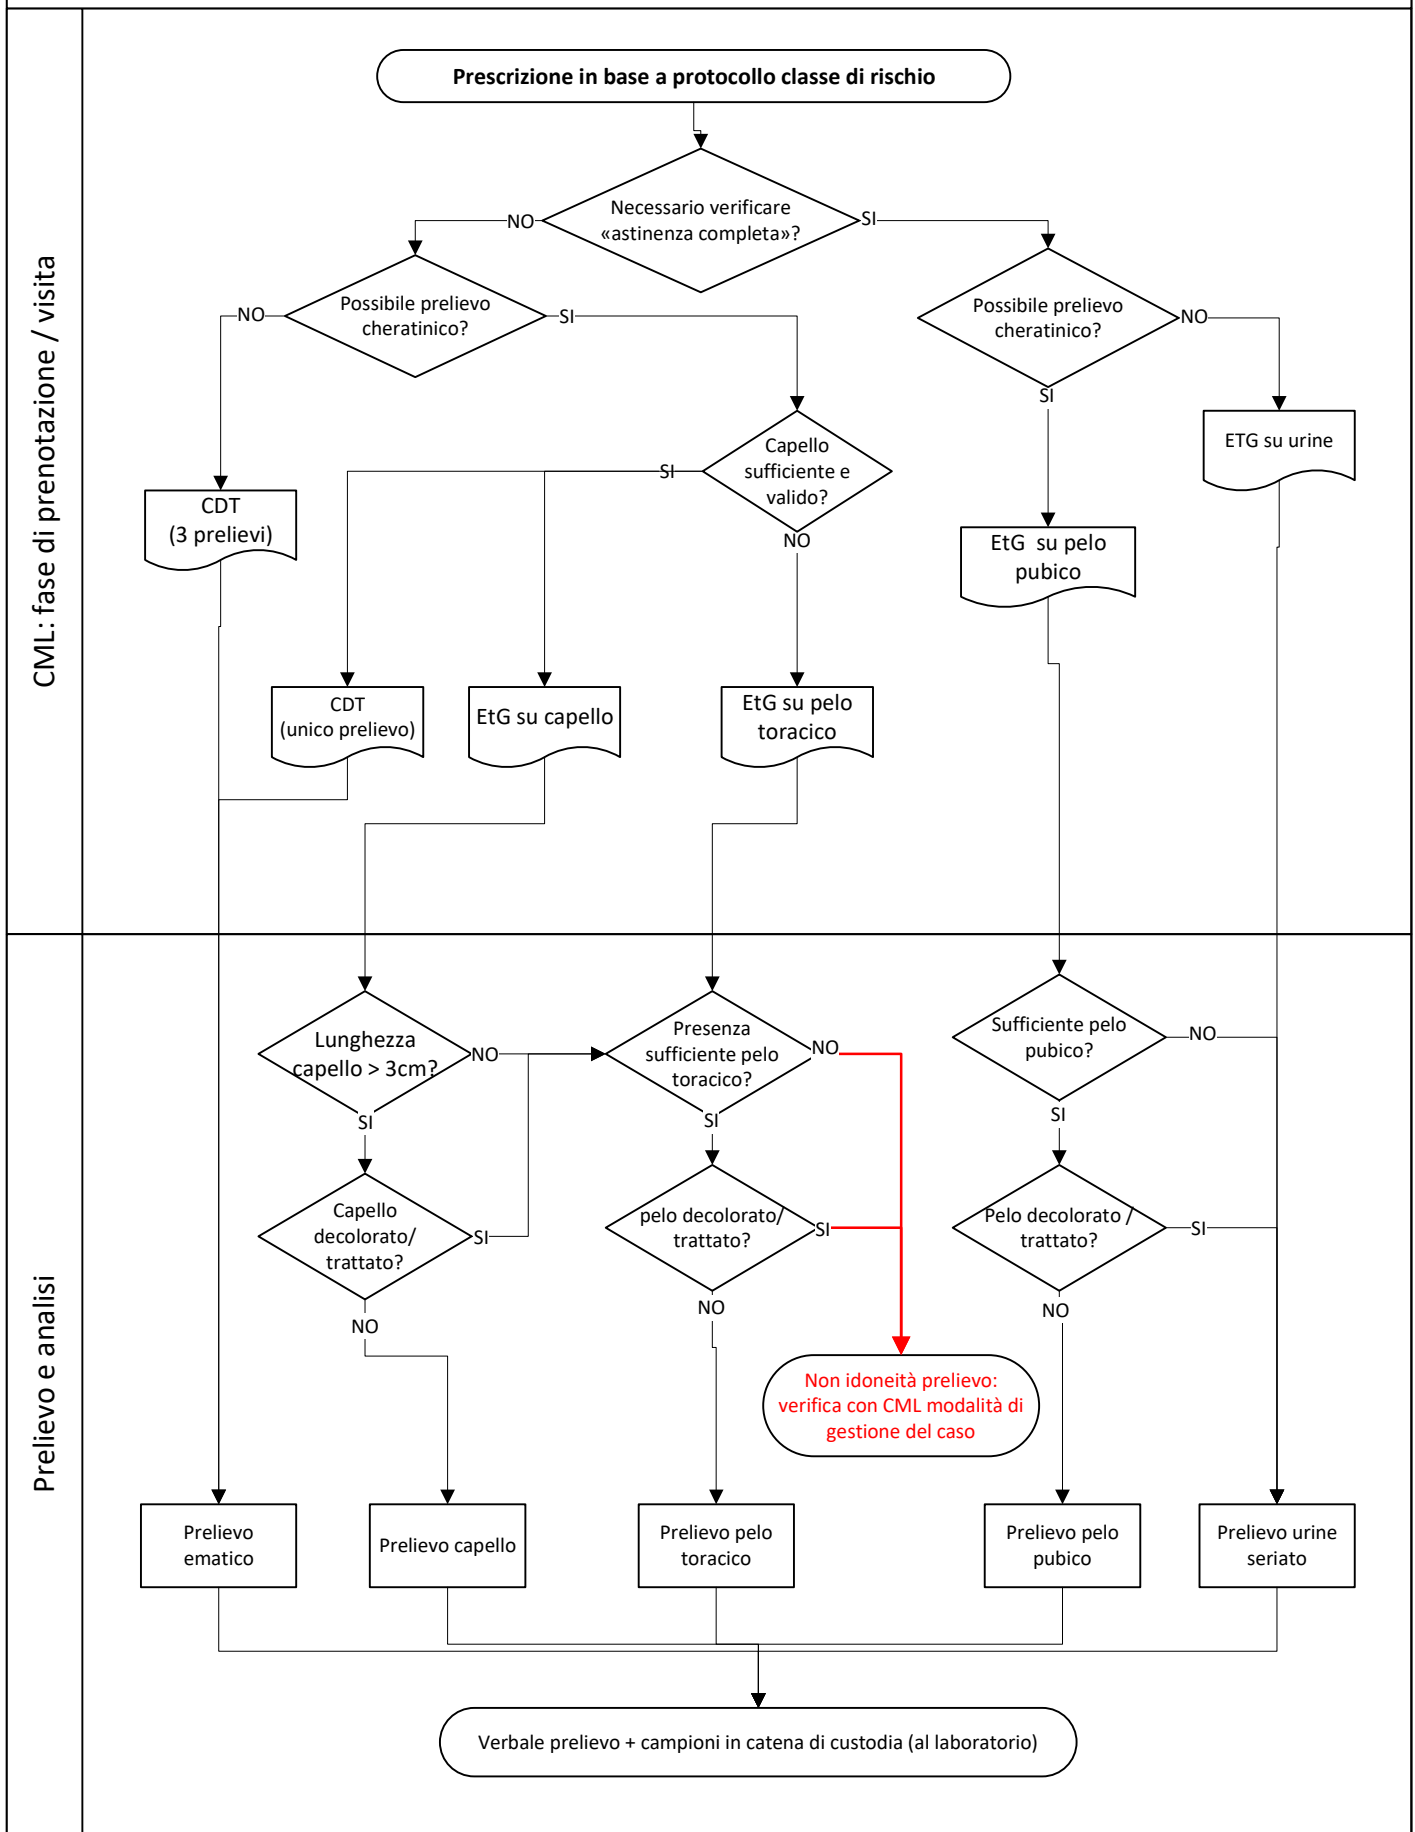 CML: fase di prenotazione / visita
Prescrizione in base a protocollo classe di rischio
Necessario verificare
«astinenza completa»?
NO
SI
Possibile prelievo
cheratinico?
NO
SI
Possibile prelievo
cheratinico?
NO
SI
Capello
sufficiente e
valido?
SI
NO
ETG su urine
CDT
(3 prelievi)
EtG  su pelo
pubico
CDT
(unico prelievo)
EtG su capello
EtG su pelo
toracico
Prelievo e analisi
Lunghezza
capello > 3cm?
NO
SI
Presenza
sufficiente pelo
toracico?
NO
SI
Sufficiente pelo
pubico?
NO
SI
Capello
decolorato/
trattato?
SI
NO
pelo decolorato/
trattato?
SI
NO
Pelo decolorato /
trattato?
SI
NO
Non idoneità prelievo:
verifica con CML modalità di
gestione del caso
Prelievo
ematico
Prelievo capello
Prelievo pelo
toracico
Prelievo pelo
pubico
Prelievo urine
seriato
Verbale prelievo + campioni in catena di custodia (al laboratorio)